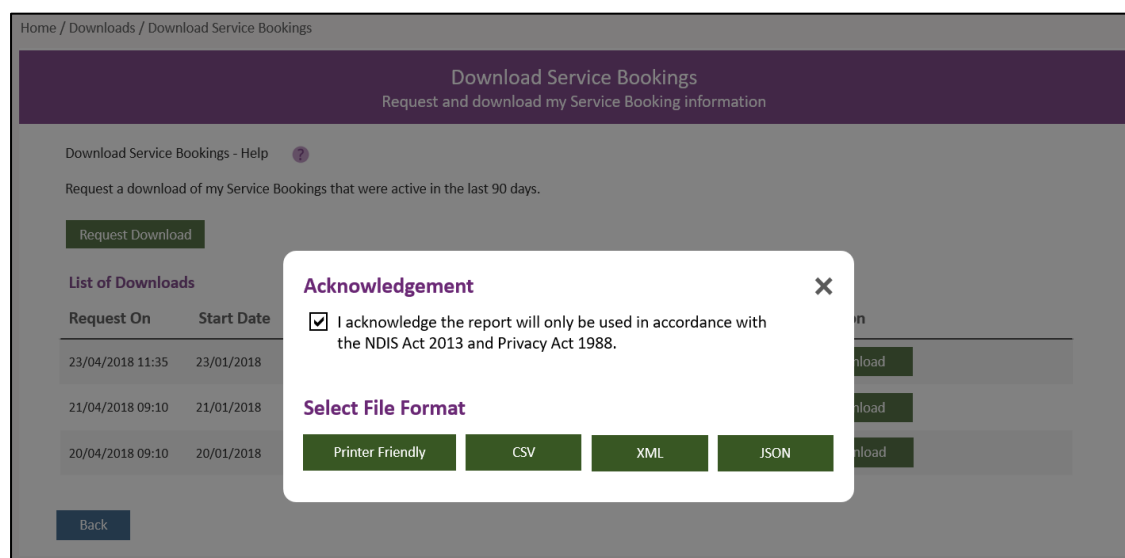 Home / Downloads / Download Service Bookings
Download Service Bookings
Request and download my Service Booking information
Download Service Bookings - Help ?
Request a download of my Service Bookings that were active in the last 90 days.
Request Download
List of Downloads
Request On Start Date
23/04/2018 11:35 23/01/2018
21/04/2018 09:10 21/01/2018
20/04/2018 09:10 20/01/2018
Back
Acknowledgement
I acknowledge the report will only be used in accordance with
the NDIS Act 2013 and Privacy Act 1988.
Select File Format
Printer Friendly CSV XML JSON